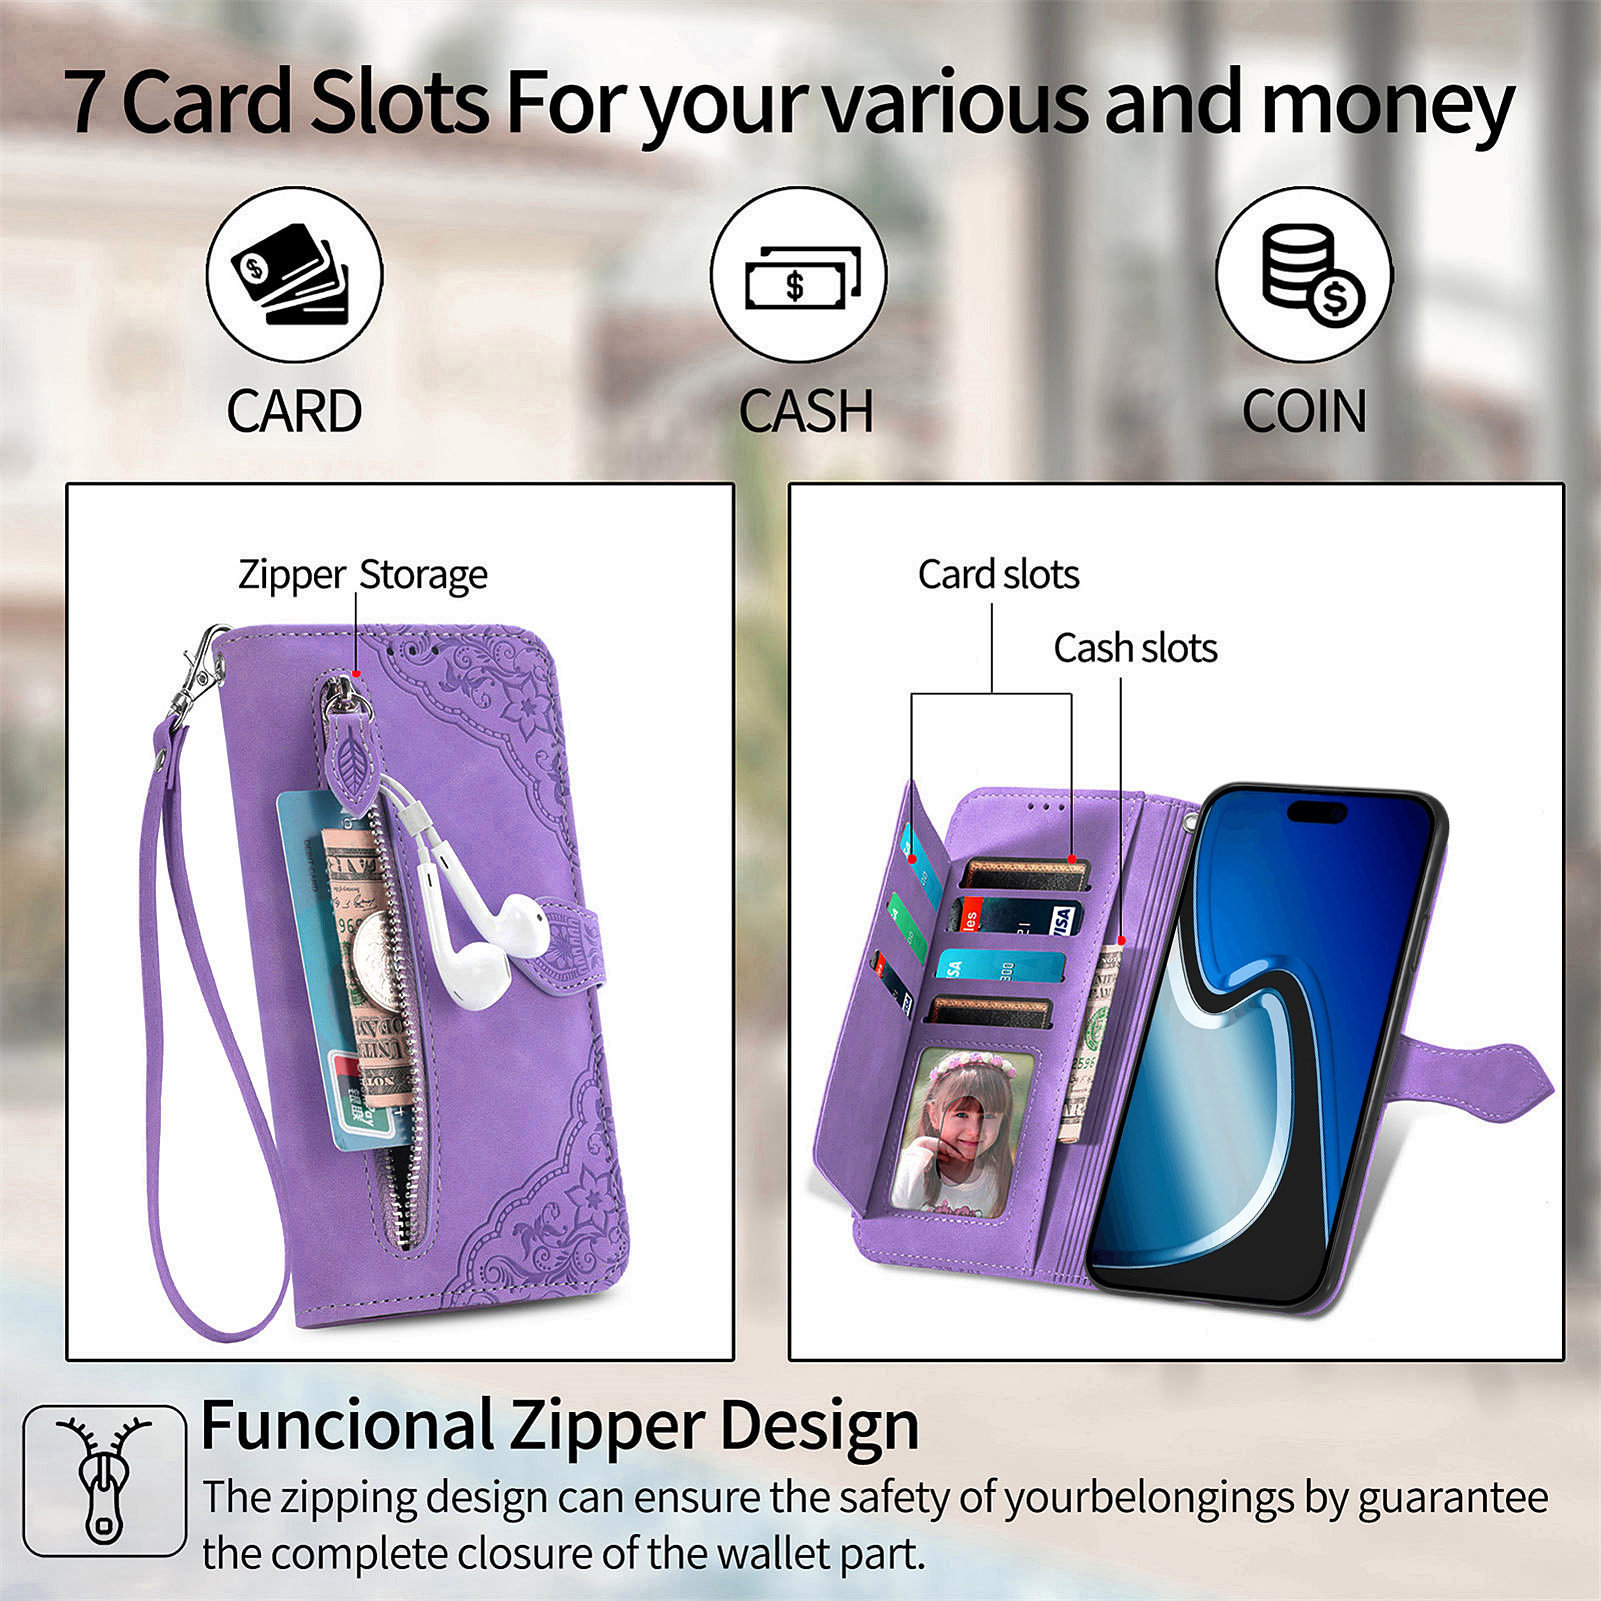 7 Card Slots For your various and money
CARD
CASH
COIN
Zipper Storage
Card slots
Cash slots
VISA
Funcional Zipper Design
The zipping design can ensure the safety of yourbelongings by guarantee
the complete closure of the wallet part.